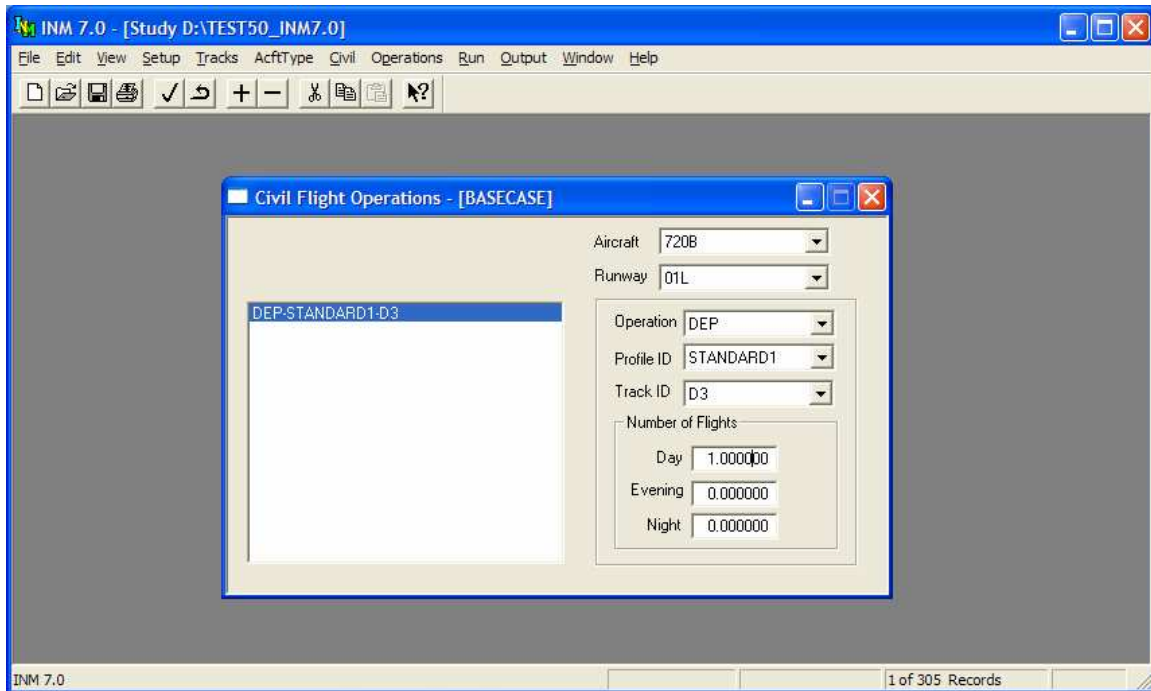 INM 7.0 - [Study D:\TEST50_INM7.0]
File Edit View Setup Tracks AcftType Civil Operations Run Output Window Help
Civil Flight Operations - [BASECASE]
Aircraft 720B
Runway 01L
DEP-STANDARD1-D3
Operation DEP
Profile ID STANDARD1
Track ID D3
Number of Flights
Day 1.000000
Evening 0.000000
Night 0.000000
INM 7.0 1 of 305 Records